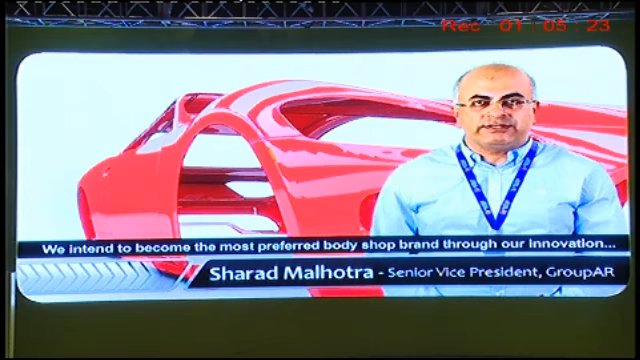 Rec 01 : 05 : 23
We intend to become the most preferred body shop brand through our innovation...
Sharad Malhotra - Senior Vice President, GroupAR